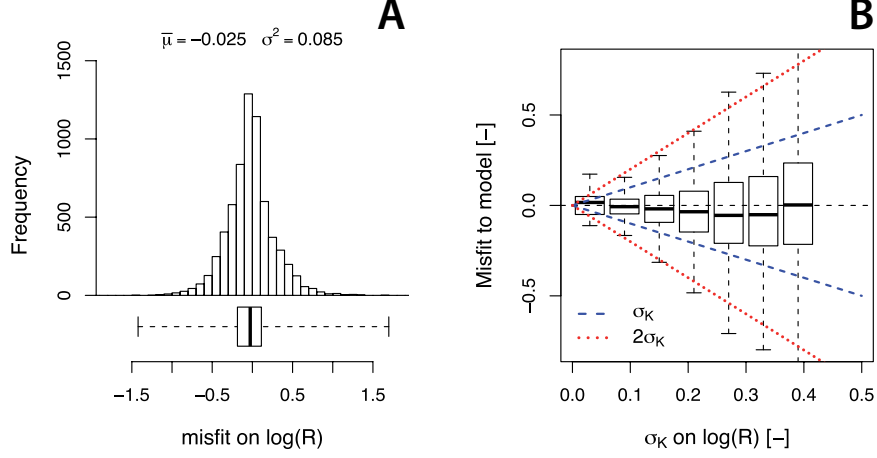 A
μ̅ = −0.025 σ² = 0.085
Frequency
1500
1000
500
0
−1.5
−0.5
0.5
1.5
misfit on log(R)
B
Misfit to model [−]
0.5
0.0
−0.5
σK
2σK
0.0
0.1
0.2
0.3
0.4
0.5
σK on log(R) [−]